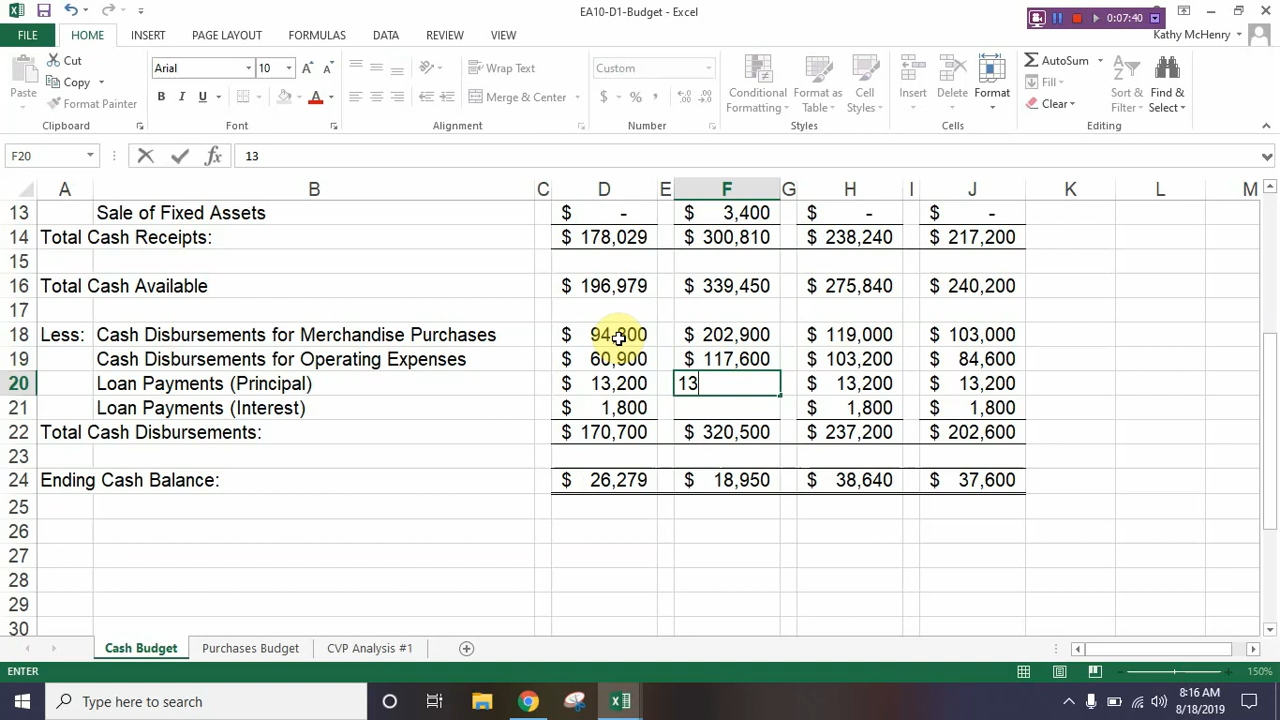 EA10-D1-Budget - Excel
00:07:40
FILE HOME INSERT PAGE LAYOUT FORMULAS DATA REVIEW VIEW Kathy McHenry
Paste Cut Arial 10 Wrap Text Custom Conditional Formatting Format as Table Cell Styles Insert Delete Format AutoSum Sort & Filter Find & Select
Copy Fill
Format Painter B I U Merge & Center $ % , Clear
Clipboard Font Alignment Number Styles Cells Editing
F20 fx 13
A B C D E F G H I J K L M
13 Sale of Fixed Assets $ - $ 3,400 $ - $ -
14 Total Cash Receipts: $ 178,029 $ 300,810 $ 238,240 $ 217,200
15
16 Total Cash Available $ 196,979 $ 339,450 $ 275,840 $ 240,200
17
18 Less: Cash Disbursements for Merchandise Purchases $ 94,800 $ 202,900 $ 119,000 $ 103,000
19 Cash Disbursements for Operating Expenses $ 60,900 $ 117,600 $ 103,200 $ 84,600
20 Loan Payments (Principal) $ 13,200 13 $ 13,200 $ 13,200
21 Loan Payments (Interest) $ 1,800 $ 1,800 $ 1,800
22 Total Cash Disbursements: $ 170,700 $ 320,500 $ 237,200 $ 202,600
23
24 Ending Cash Balance: $ 26,279 $ 18,950 $ 38,640 $ 37,600
25
26
27
28
29
30
Cash Budget Purchases Budget CVP Analysis #1
ENTER 150%
Type here to search 8:16 AM
8/18/2019